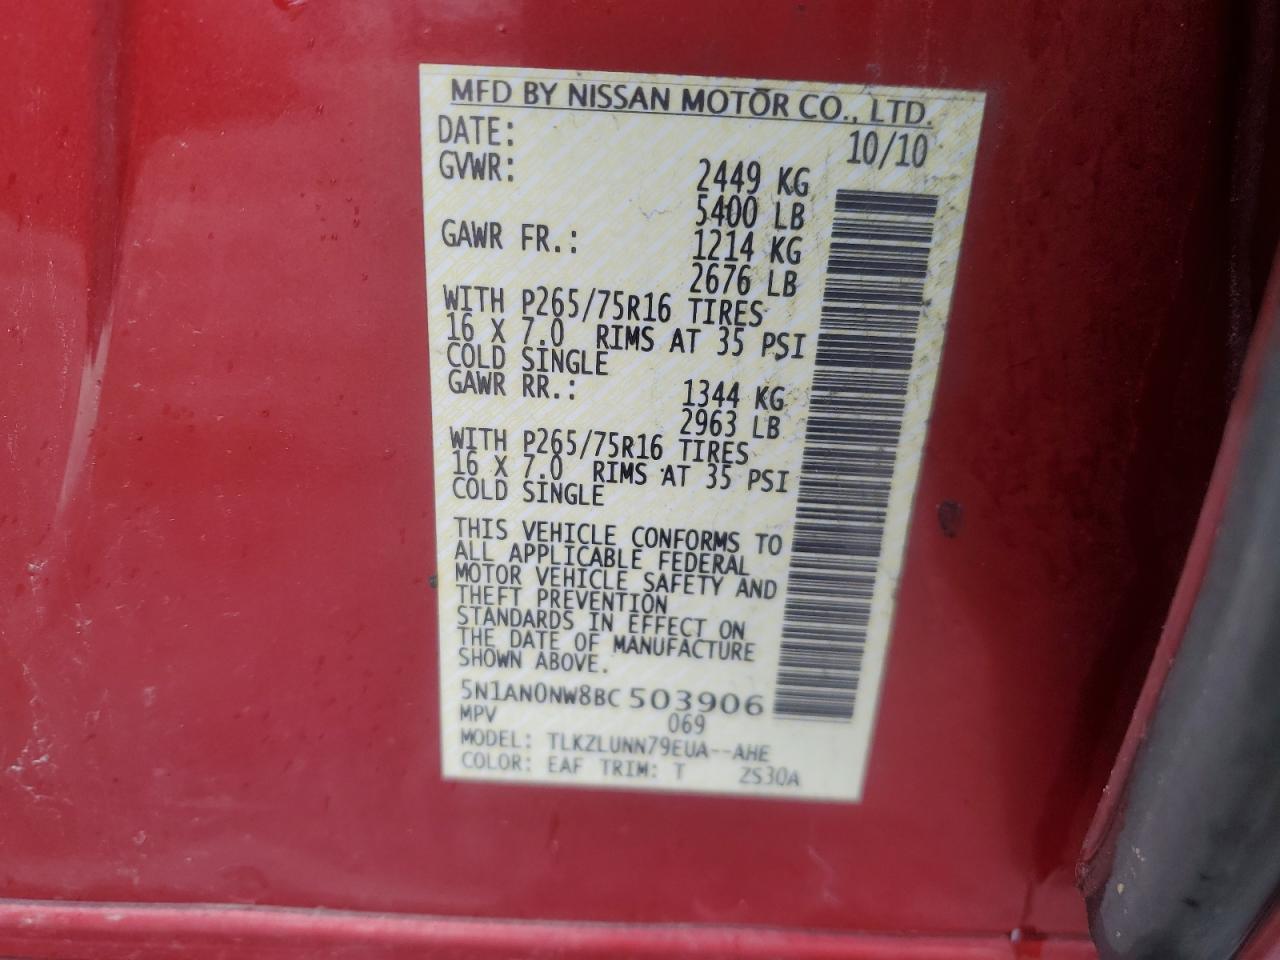 MFD BY NISSAN MOTOR CO., LTD.
DATE: 10/10
GVWR: 2449 KG
5400 LB
GAWR FR.: 1214 KG
2676 LB
WITH P265/75R16 TIRES
16 X 7.0 RIMS AT 35 PSI
COLD SINGLE
GAWR RR.: 1344 KG
2963 LB
WITH P265/75R16 TIRES
16 X 7.0 RIMS AT 35 PSI
COLD SINGLE
THIS VEHICLE CONFORMS TO
ALL APPLICABLE FEDERAL
MOTOR VEHICLE SAFETY AND
THEFT PREVENTION
STANDARDS IN EFFECT ON
THE DATE OF MANUFACTURE
SHOWN ABOVE.
5N1AN0NW8BC 503906
MPV 069
MODEL: TLKZLUNN79EUA--AHE
COLOR: EAF TRIM: T ZS30A